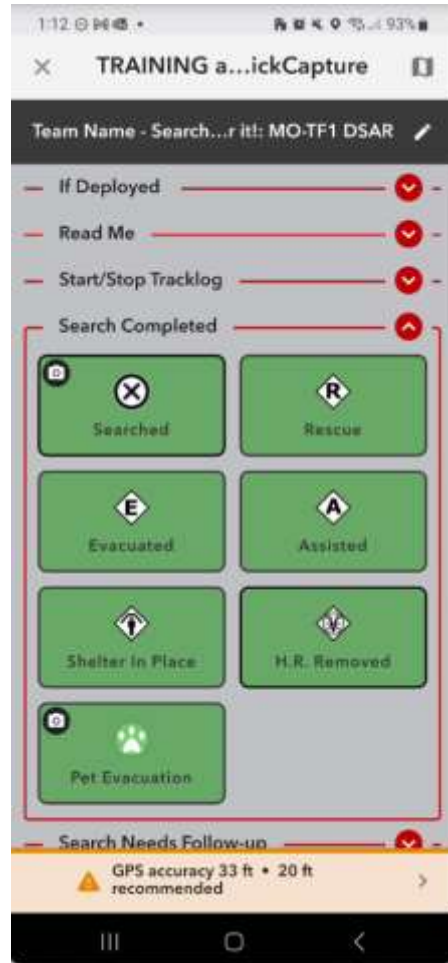 1:12
93%
TRAINING a...ickCapture
Team Name - Search...r it!: MO-TF1 DSAR
If Deployed
Read Me
Start/Stop Tracklog
Search Completed
Searched
R
Rescue
E
Evacuated
A
Assisted
Shelter In Place
H.R. Removed
Pet Evacuation
Search Needs Follow-up
GPS accuracy 33 ft • 20 ft
recommended